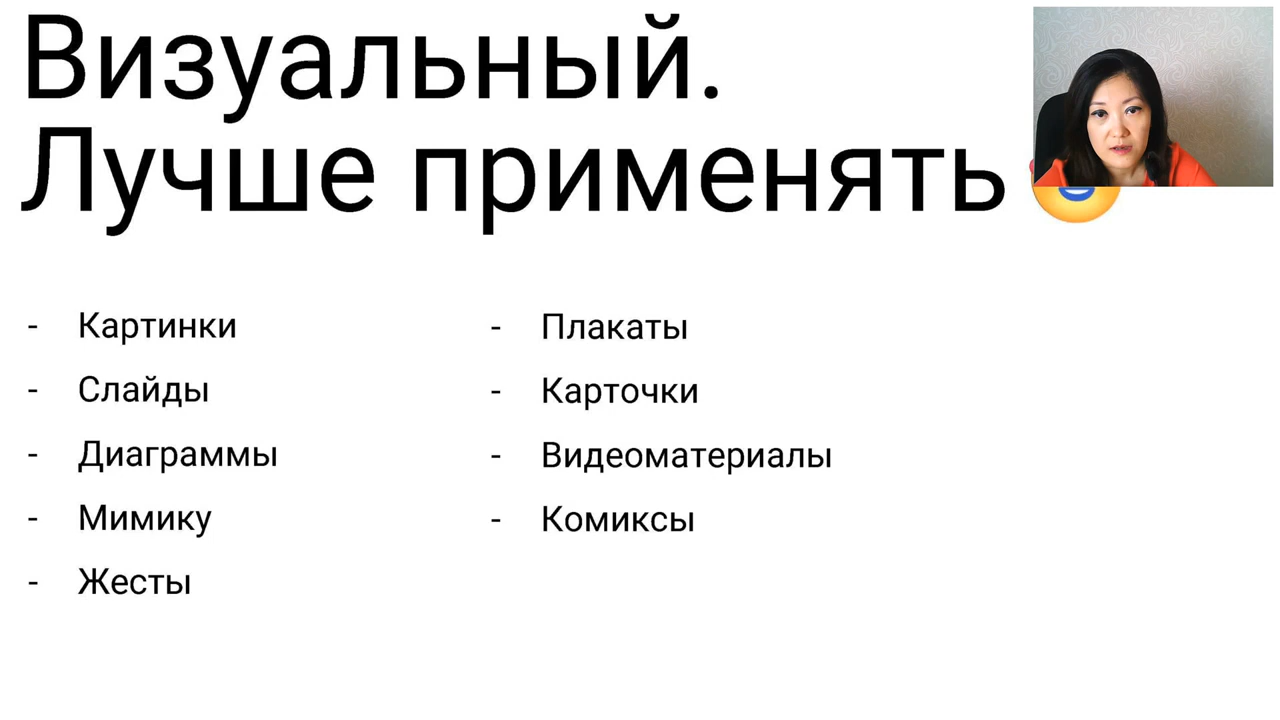 Визуальный.
Лучше применять
- Картинки
- Слайды
- Диаграммы
- Мимику
- Жесты
- Плакаты
- Карточки
- Видеоматериалы
- Комиксы